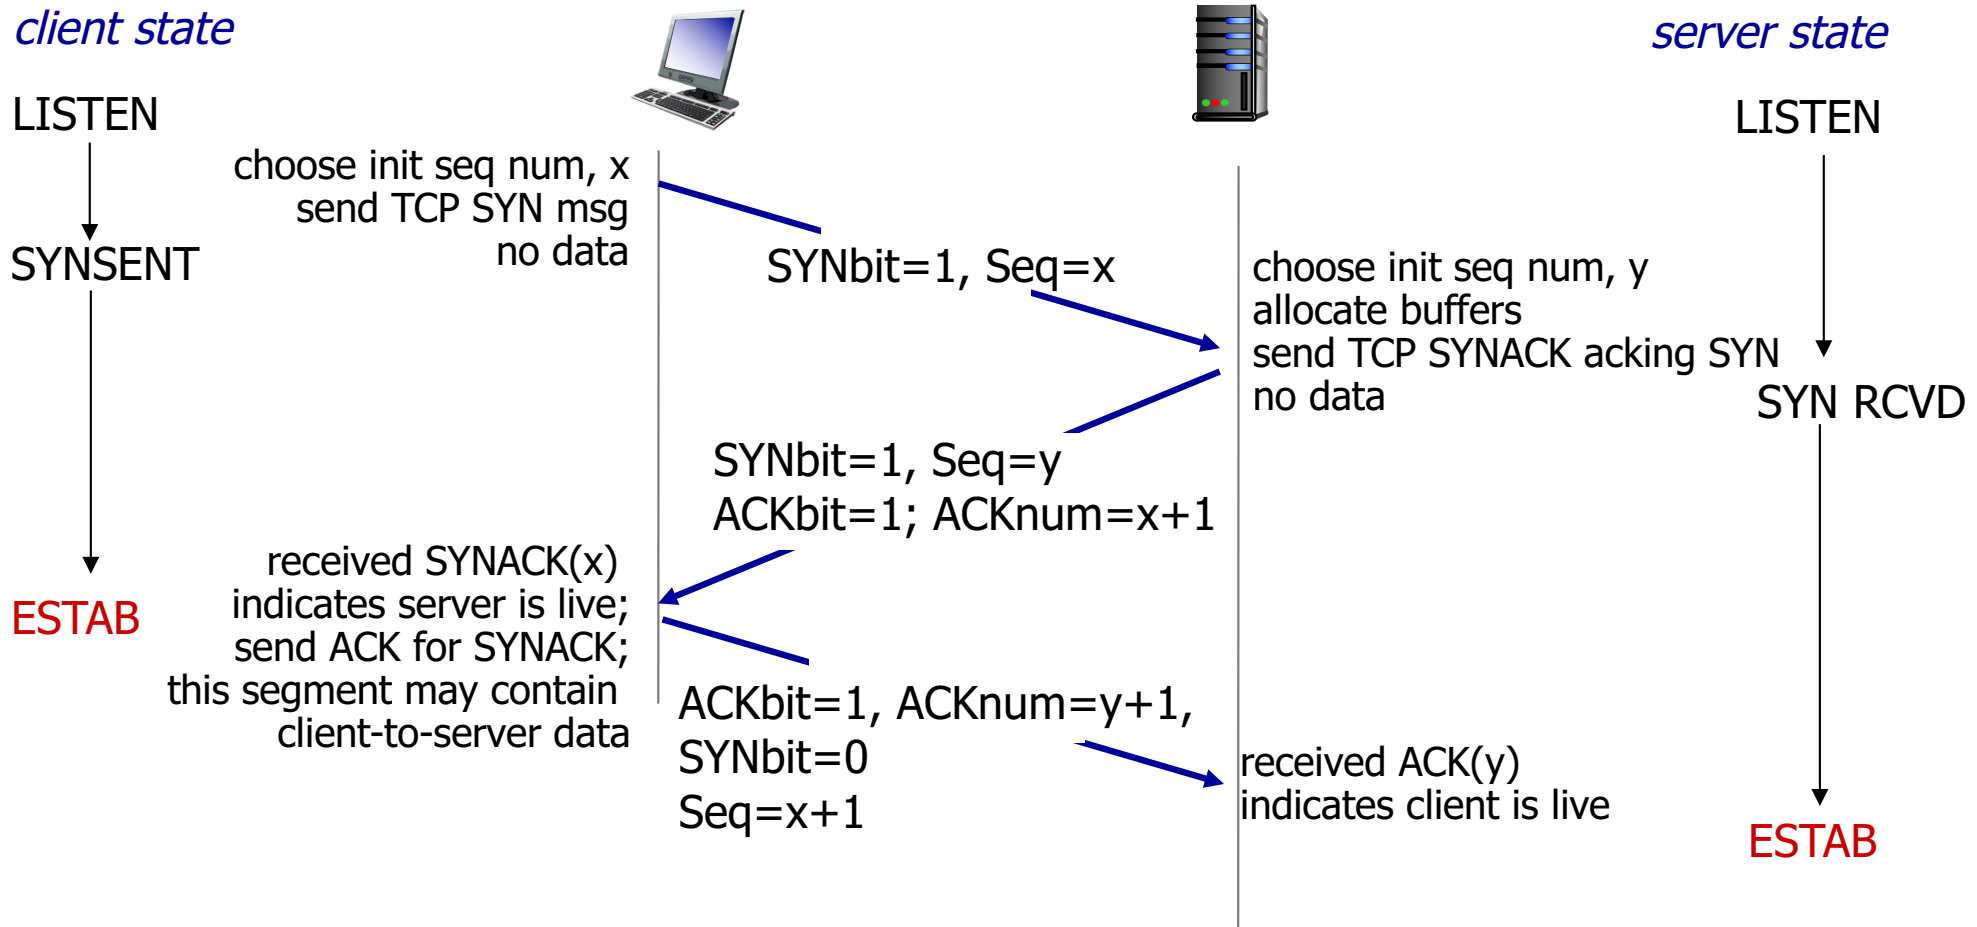 client state
server state
LISTEN
LISTEN
choose init seq num, x
send TCP SYN msg
no data
SYNSENT
SYNbit=1, Seq=x
choose init seq num, y
allocate buffers
send TCP SYNACK acking SYN
no data
SYN RCVD
SYNbit=1, Seq=y
ACKbit=1; ACKnum=x+1
received SYNACK(x)
indicates server is live;
send ACK for SYNACK;
this segment may contain
client-to-server data
ESTAB
ACKbit=1, ACKnum=y+1,
SYNbit=0
Seq=x+1
received ACK(y)
indicates client is live
ESTAB